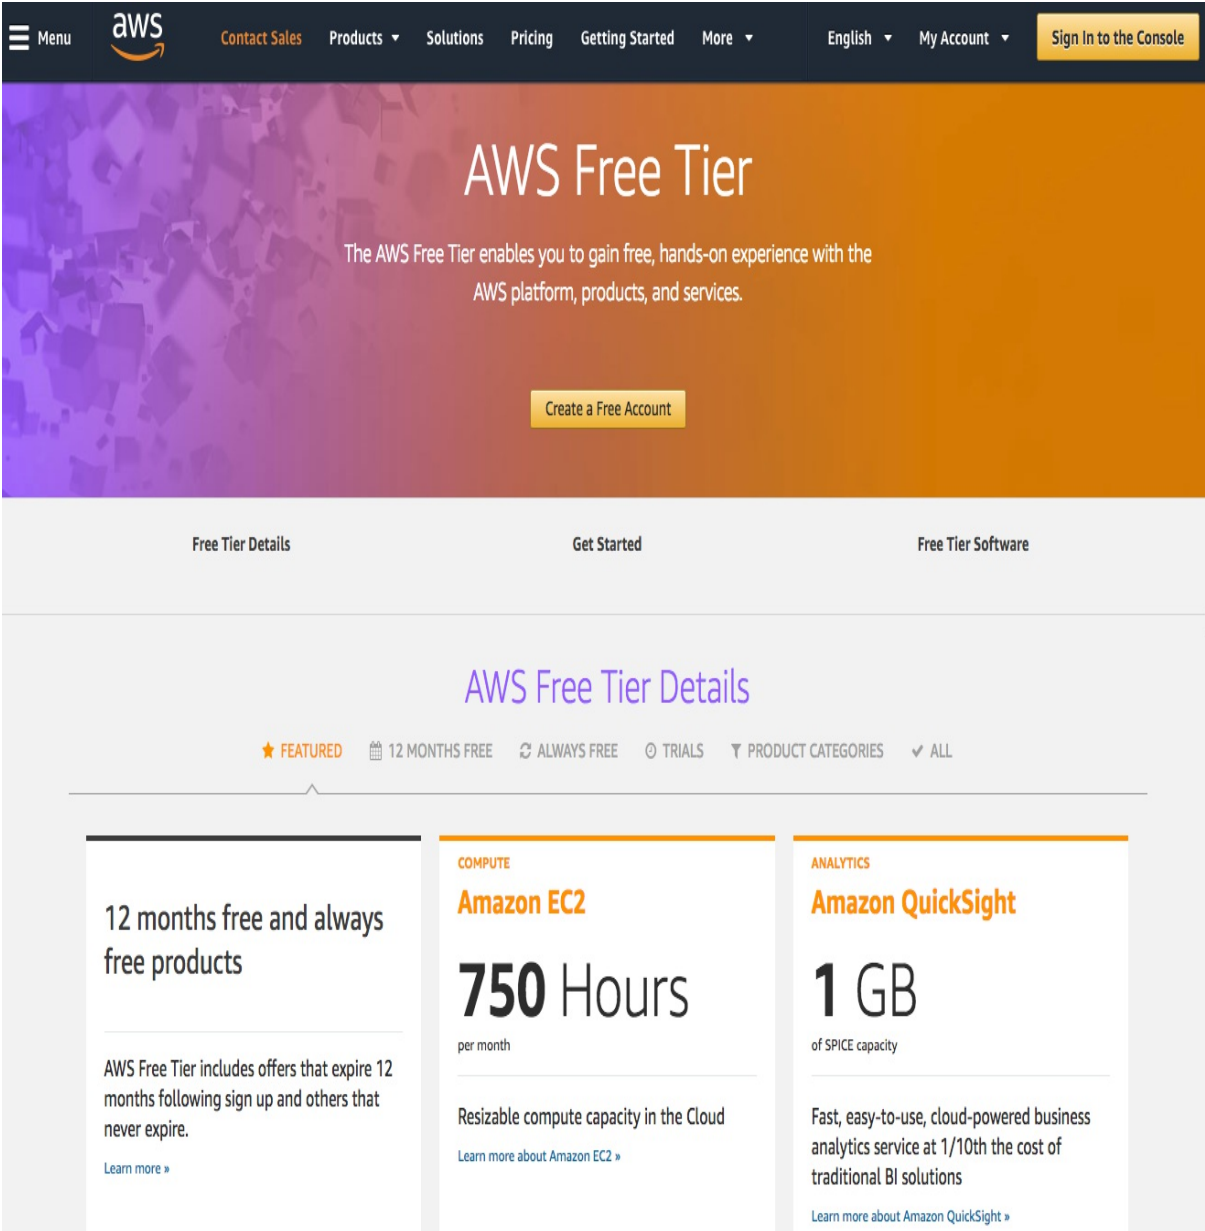 Menu
aws
Contact Sales
Products
Solutions
Pricing
Getting Started
More
English
My Account
Sign In to the Console
AWS Free Tier
The AWS Free Tier enables you to gain free, hands-on experience with the
AWS platform, products, and services.
Create a Free Account
Free Tier Details
Get Started
Free Tier Software
AWS Free Tier Details
FEATURED
12 MONTHS FREE
ALWAYS FREE
TRIALS
PRODUCT CATEGORIES
ALL
12 months free and always
free products
AWS Free Tier includes offers that expire 12
months following sign up and others that
never expire.
Learn more »
COMPUTE
Amazon EC2
750 Hours
per month
Resizable compute capacity in the Cloud
Learn more about Amazon EC2 »
ANALYTICS
Amazon QuickSight
1 GB
of SPICE capacity
Fast, easy-to-use, cloud-powered business
analytics service at 1/10th the cost of
traditional BI solutions
Learn more about Amazon QuickSight »